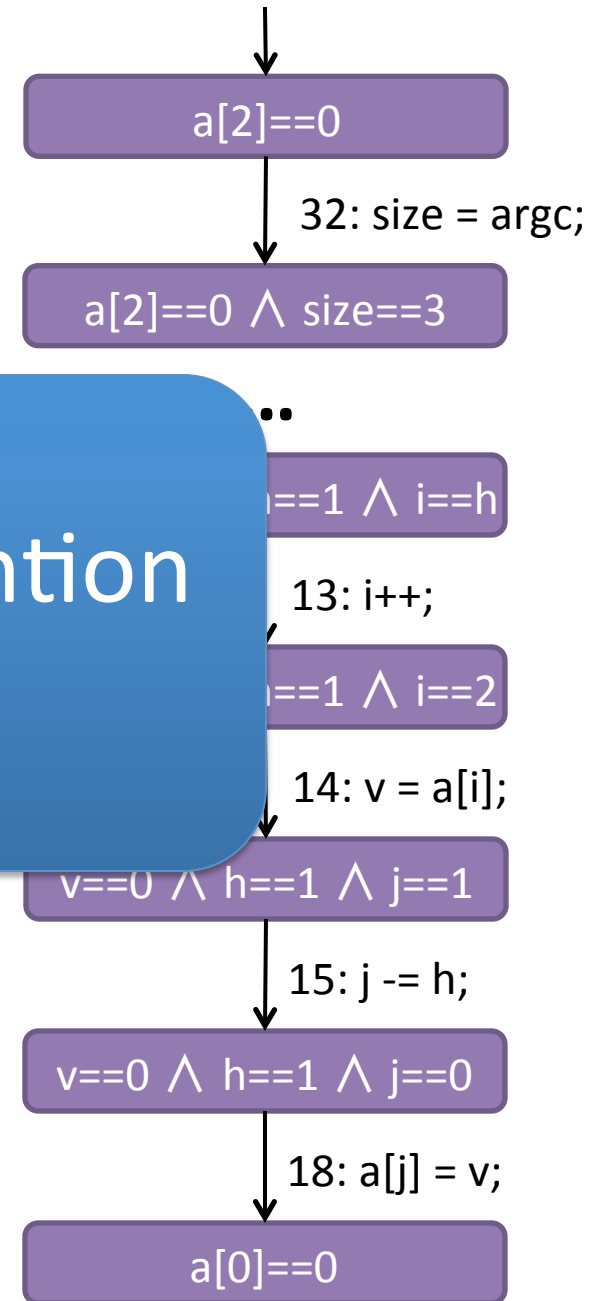 a[2]==0
32: size = argc;
a[2]==0 ∧ size==3
..
==1 ∧ i==h
13: i++;
==1 ∧ i==2
14: v = a[i];
v==0 ∧ h==1 ∧ j==1
15: j -= h;
v==0 ∧ h==1 ∧ j==0
18: a[j] = v;
a[0]==0